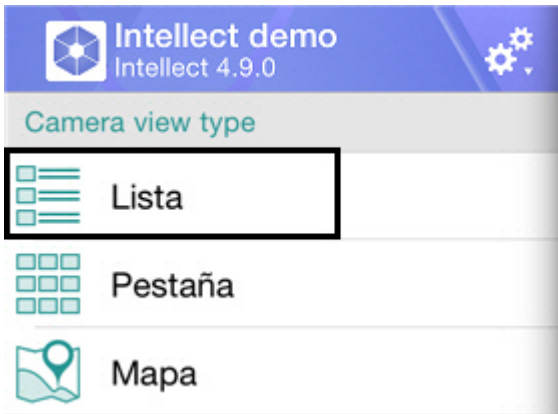 Intellect demo
Intellect 4.9.0
Camera view type
Lista
Pestaña
Mapa